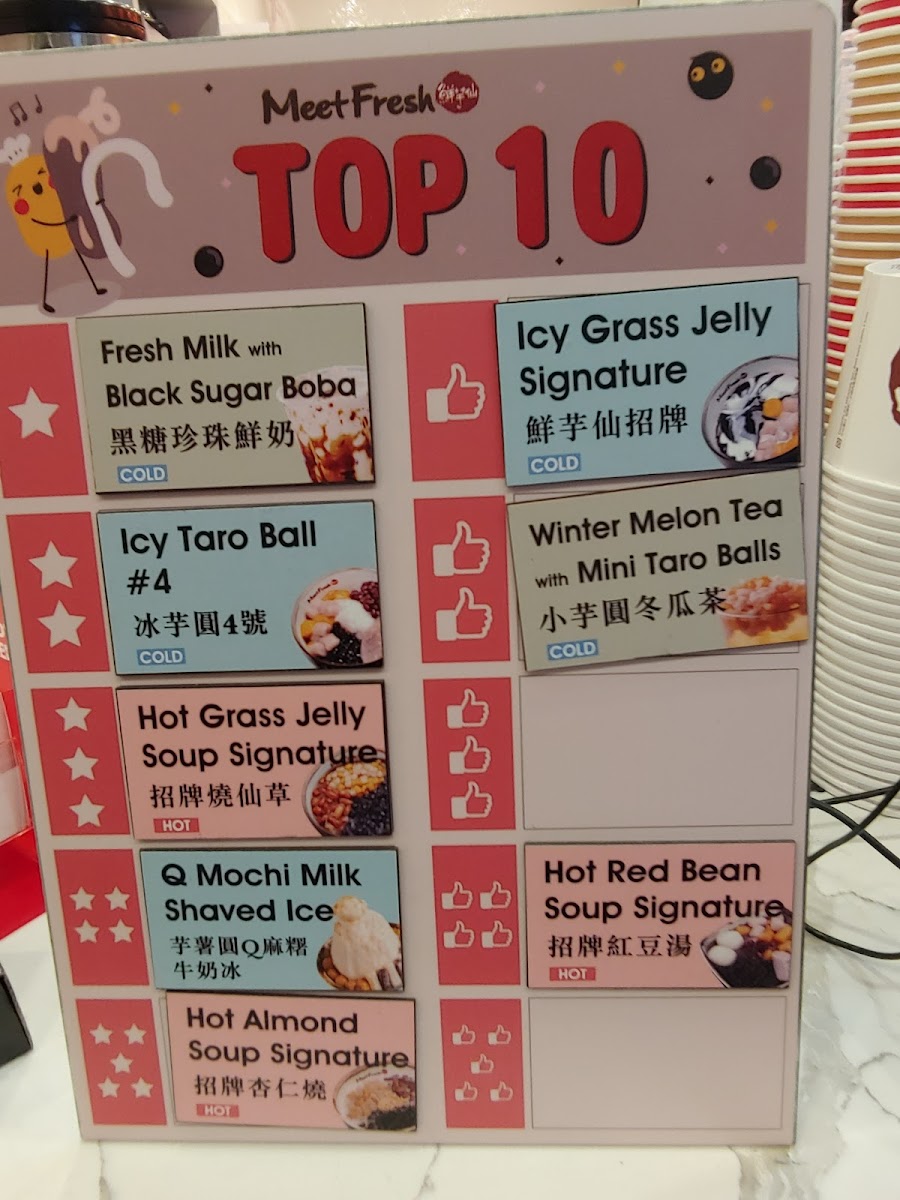 MeetFresh 鮮芋仙
TOP 10
Fresh Milk with
Black Sugar Boba
黑糖珍珠鮮奶
COLD
Icy Taro Ball
#4
冰芋圓4號
COLD
Hot Grass Jelly
Soup Signature
招牌燒仙草
HOT
Q Mochi Milk
Shaved Ice
芋薯圓Q麻糬
牛奶冰
Hot Almond
Soup Signature
招牌杏仁燒
HOT
Icy Grass Jelly
Signature
鮮芋仙招牌
COLD
Winter Melon Tea
with Mini Taro Balls
小芋圓冬瓜茶
COLD
Hot Red Bean
Soup Signature
招牌紅豆湯
HOT